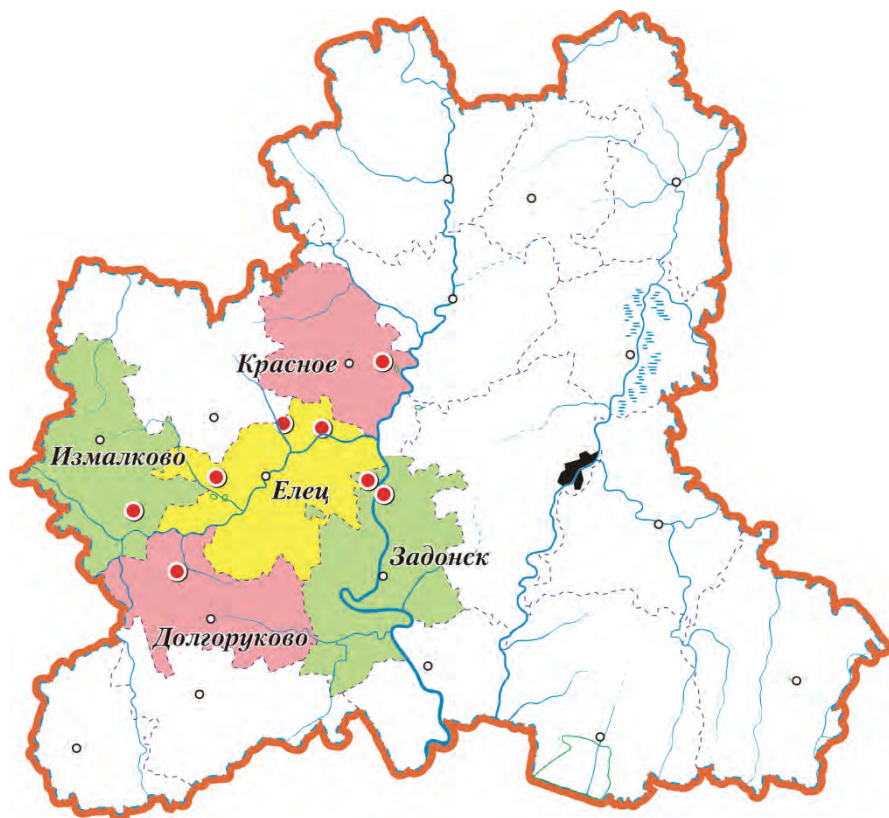 Красное
Измалково
Елец
Задонск
Долгоруково